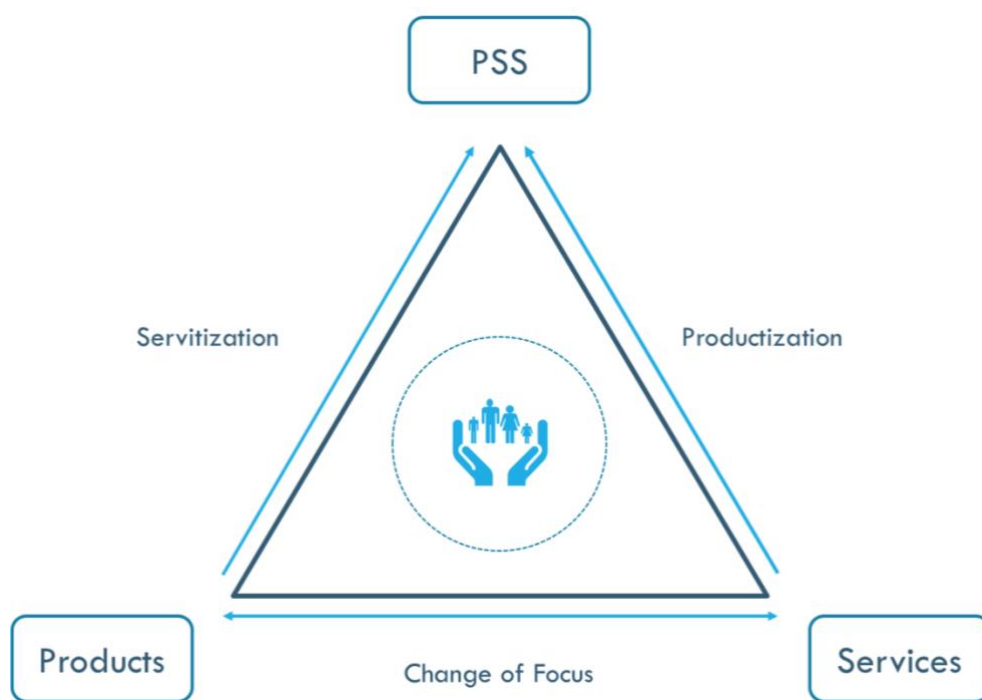 PSS
Servitization
Productization
Products
Services
Change of Focus